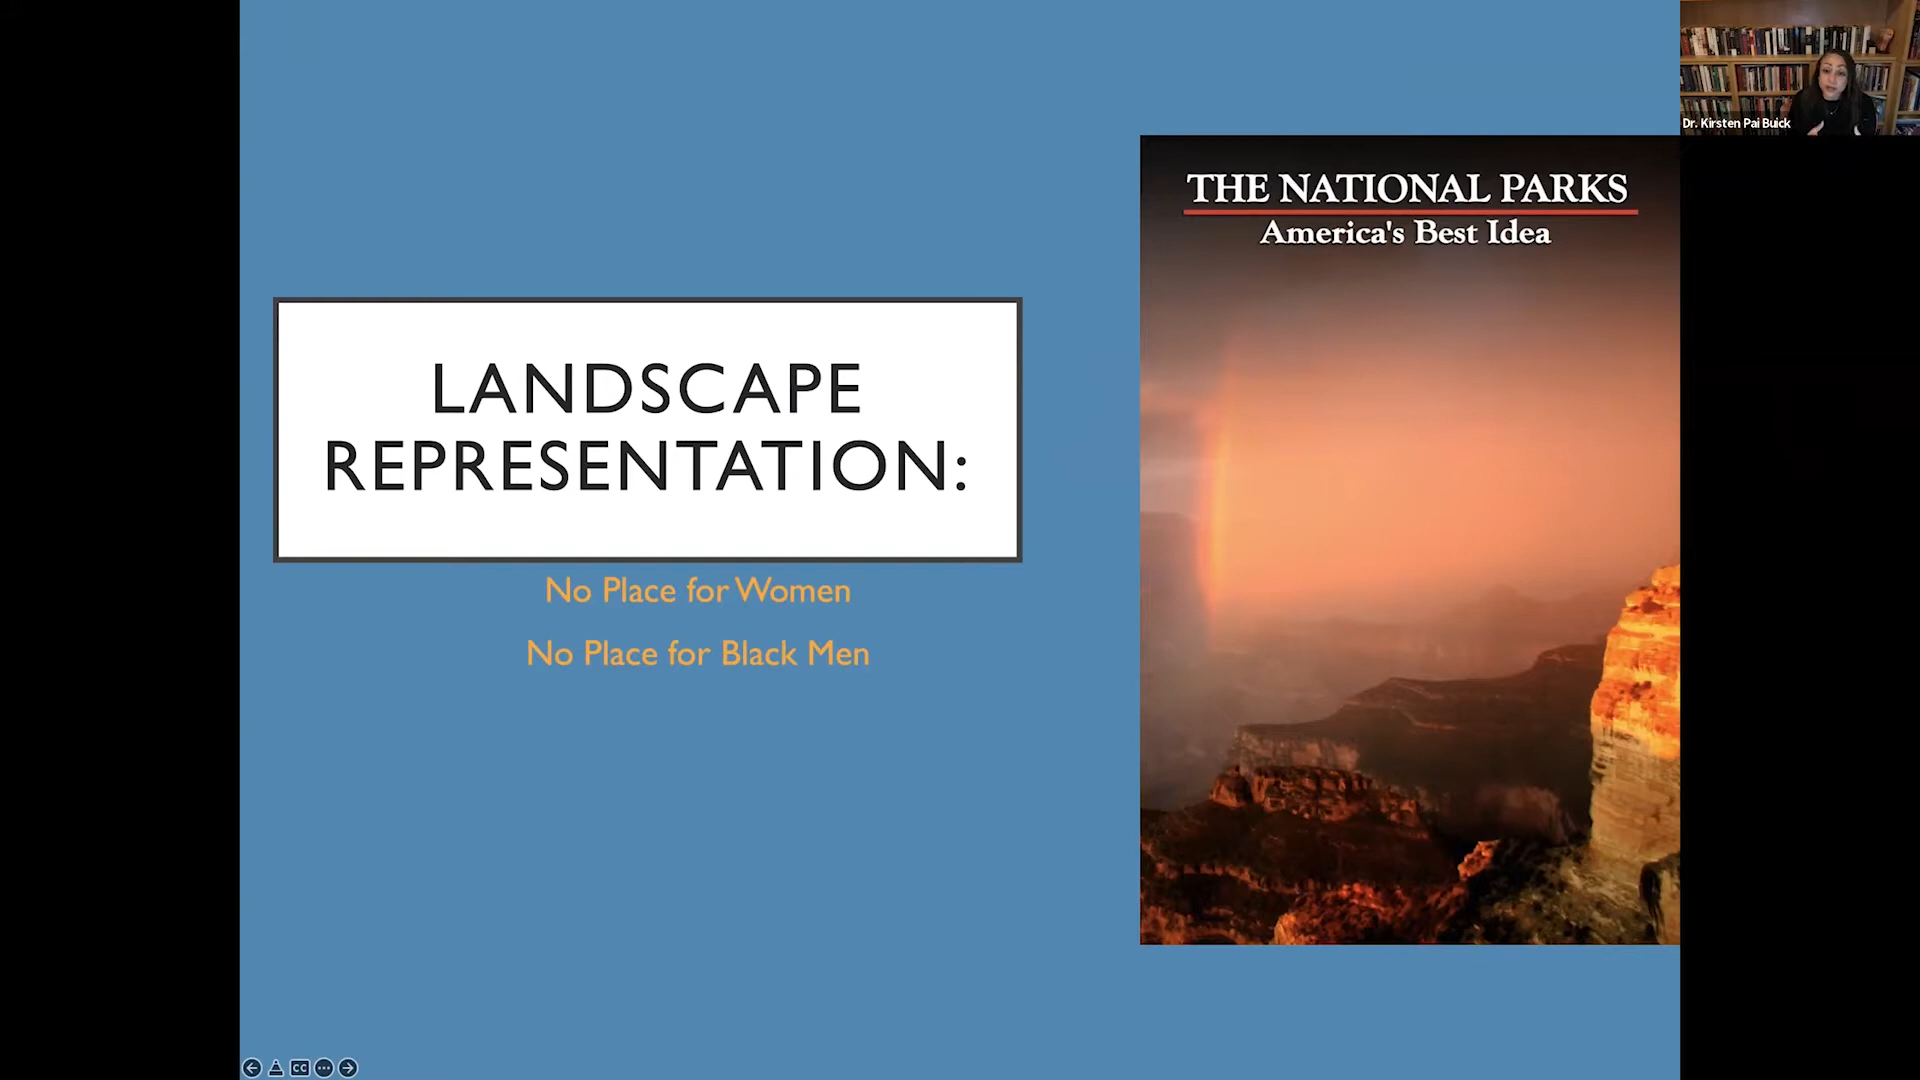 LANDSCAPE
REPRESENTATION:
No Place for Women
No Place for Black Men
THE NATIONAL PARKS
America's Best Idea
Dr. Kirsten Pai Buick
CC